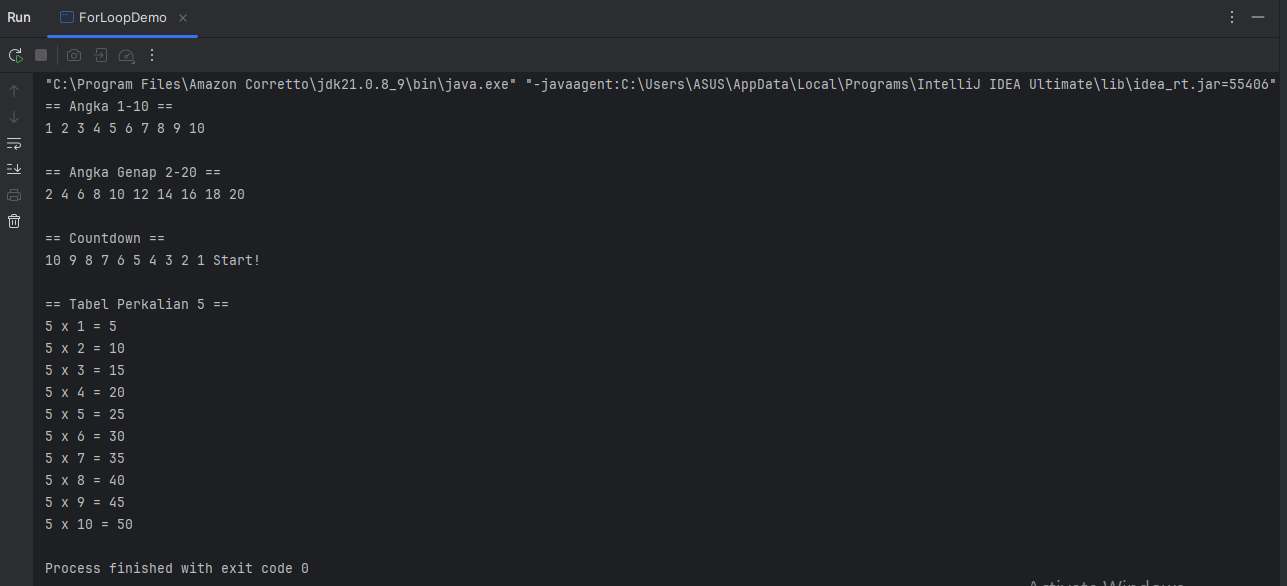 Run ForLoopDemo
"C:\Program Files\Amazon Corretto\jdk21.0.8_9\bin\java.exe" "-javaagent:C:\Users\ASUS\AppData\Local\Programs\IntelliJ IDEA Ultimate\lib\idea_rt.jar=55406"
== Angka 1-10 ==
1 2 3 4 5 6 7 8 9 10
== Angka Genap 2-20 ==
2 4 6 8 10 12 14 16 18 20
== Countdown ==
10 9 8 7 6 5 4 3 2 1 Start!
== Tabel Perkalian 5 ==
5 x 1 = 5
5 x 2 = 10
5 x 3 = 15
5 x 4 = 20
5 x 5 = 25
5 x 6 = 30
5 x 7 = 35
5 x 8 = 40
5 x 9 = 45
5 x 10 = 50
Process finished with exit code 0
Activate Windows